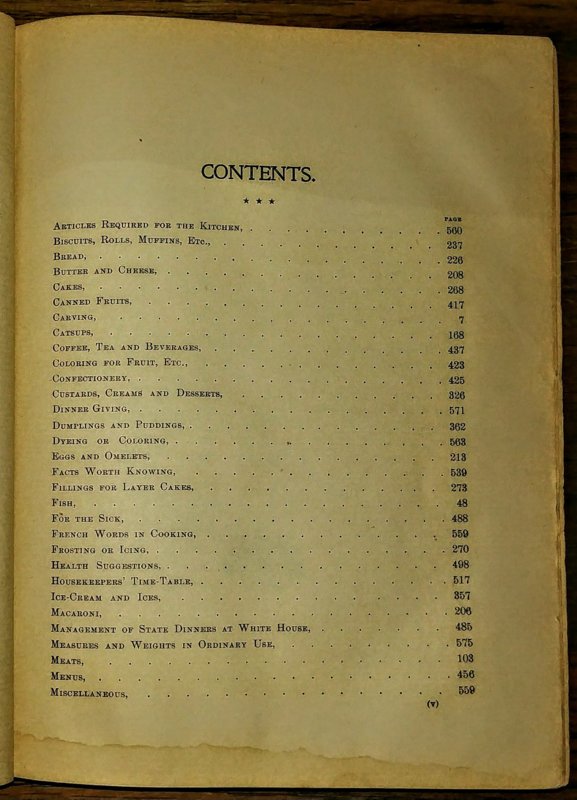 CONTENTS.
★ ★ ★
PAGE
ARTICLES REQUIRED FOR THE KITCHEN, . . . . . . . . . 560
BISCUITS, ROLLS, MUFFINS, ETC., . . . . . . . . . . 237
BREAD, . . . . . . . . . . . . . . . 226
BUTTER AND CHEESE, . . . . . . . . . . . . 208
CAKES, . . . . . . . . . . . . . . . 268
CANNED FRUITS, . . . . . . . . . . . . . 417
CARVING, . . . . . . . . . . . . . . 7
CATSUPS, . . . . . . . . . . . . . . 168
COFFEE, TEA AND BEVERAGES, . . . . . . . . . . 437
COLORING FOR FRUIT, ETC., . . . . . . . . . . . 423
CONFECTIONERY, . . . . . . . . . . . . . 425
CUSTARDS, CREAMS AND DESSERTS, . . . . . . . . . 326
DINNER GIVING, . . . . . . . . . . . . . 571
DUMPLINGS AND PUDDINGS, . . . . . . . . . . . 362
DYEING OR COLORING, . . . . . . . . . . . . 563
EGGS AND OMELETS, . . . . . . . . . . . . 213
FACTS WORTH KNOWING, . . . . . . . . . . . 539
FILLINGS FOR LAYER CAKES, . . . . . . . . . . 273
FISH, . . . . . . . . . . . . . . . 48
FOR THE SICK, . . . . . . . . . . . . . 488
FRENCH WORDS IN COOKING, . . . . . . . . . . 559
FROSTING OR ICING, . . . . . . . . . . . . 270
HEALTH SUGGESTIONS, . . . . . . . . . . . . 498
HOUSEKEEPERS' TIME-TABLE, . . . . . . . . . . 517
ICE-CREAM AND ICES, . . . . . . . . . . . 357
MACARONI, . . . . . . . . . . . . . . 206
MANAGEMENT OF STATE DINNERS AT WHITE HOUSE, . . . . . . 485
MEASURES AND WEIGHTS IN ORDINARY USE, . . . . . . . 575
MEATS, . . . . . . . . . . . . . . 103
MENUS, . . . . . . . . . . . . . . . 456
MISCELLANEOUS, . . . . . . . . . . . . 559
(v)